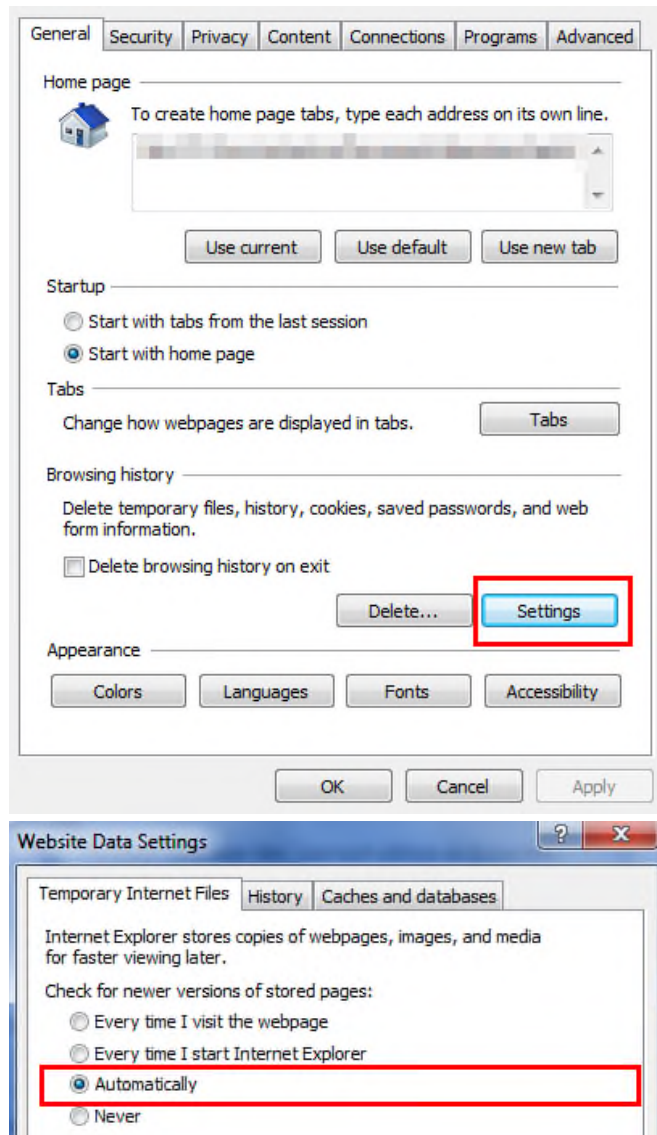 General Security Privacy Content Connections Programs Advanced
Home page
To create home page tabs, type each address on its own line.
Use current Use default Use new tab
Startup
Start with tabs from the last session
Start with home page
Tabs
Change how webpages are displayed in tabs. Tabs
Browsing history
Delete temporary files, history, cookies, saved passwords, and web
form information.
Delete browsing history on exit
Delete... Settings
Appearance
Colors Languages Fonts Accessibility
OK Cancel Apply
Website Data Settings
Temporary Internet Files History Caches and databases
Internet Explorer stores copies of webpages, images, and media
for faster viewing later.
Check for newer versions of stored pages:
Every time I visit the webpage
Every time I start Internet Explorer
Automatically
Never